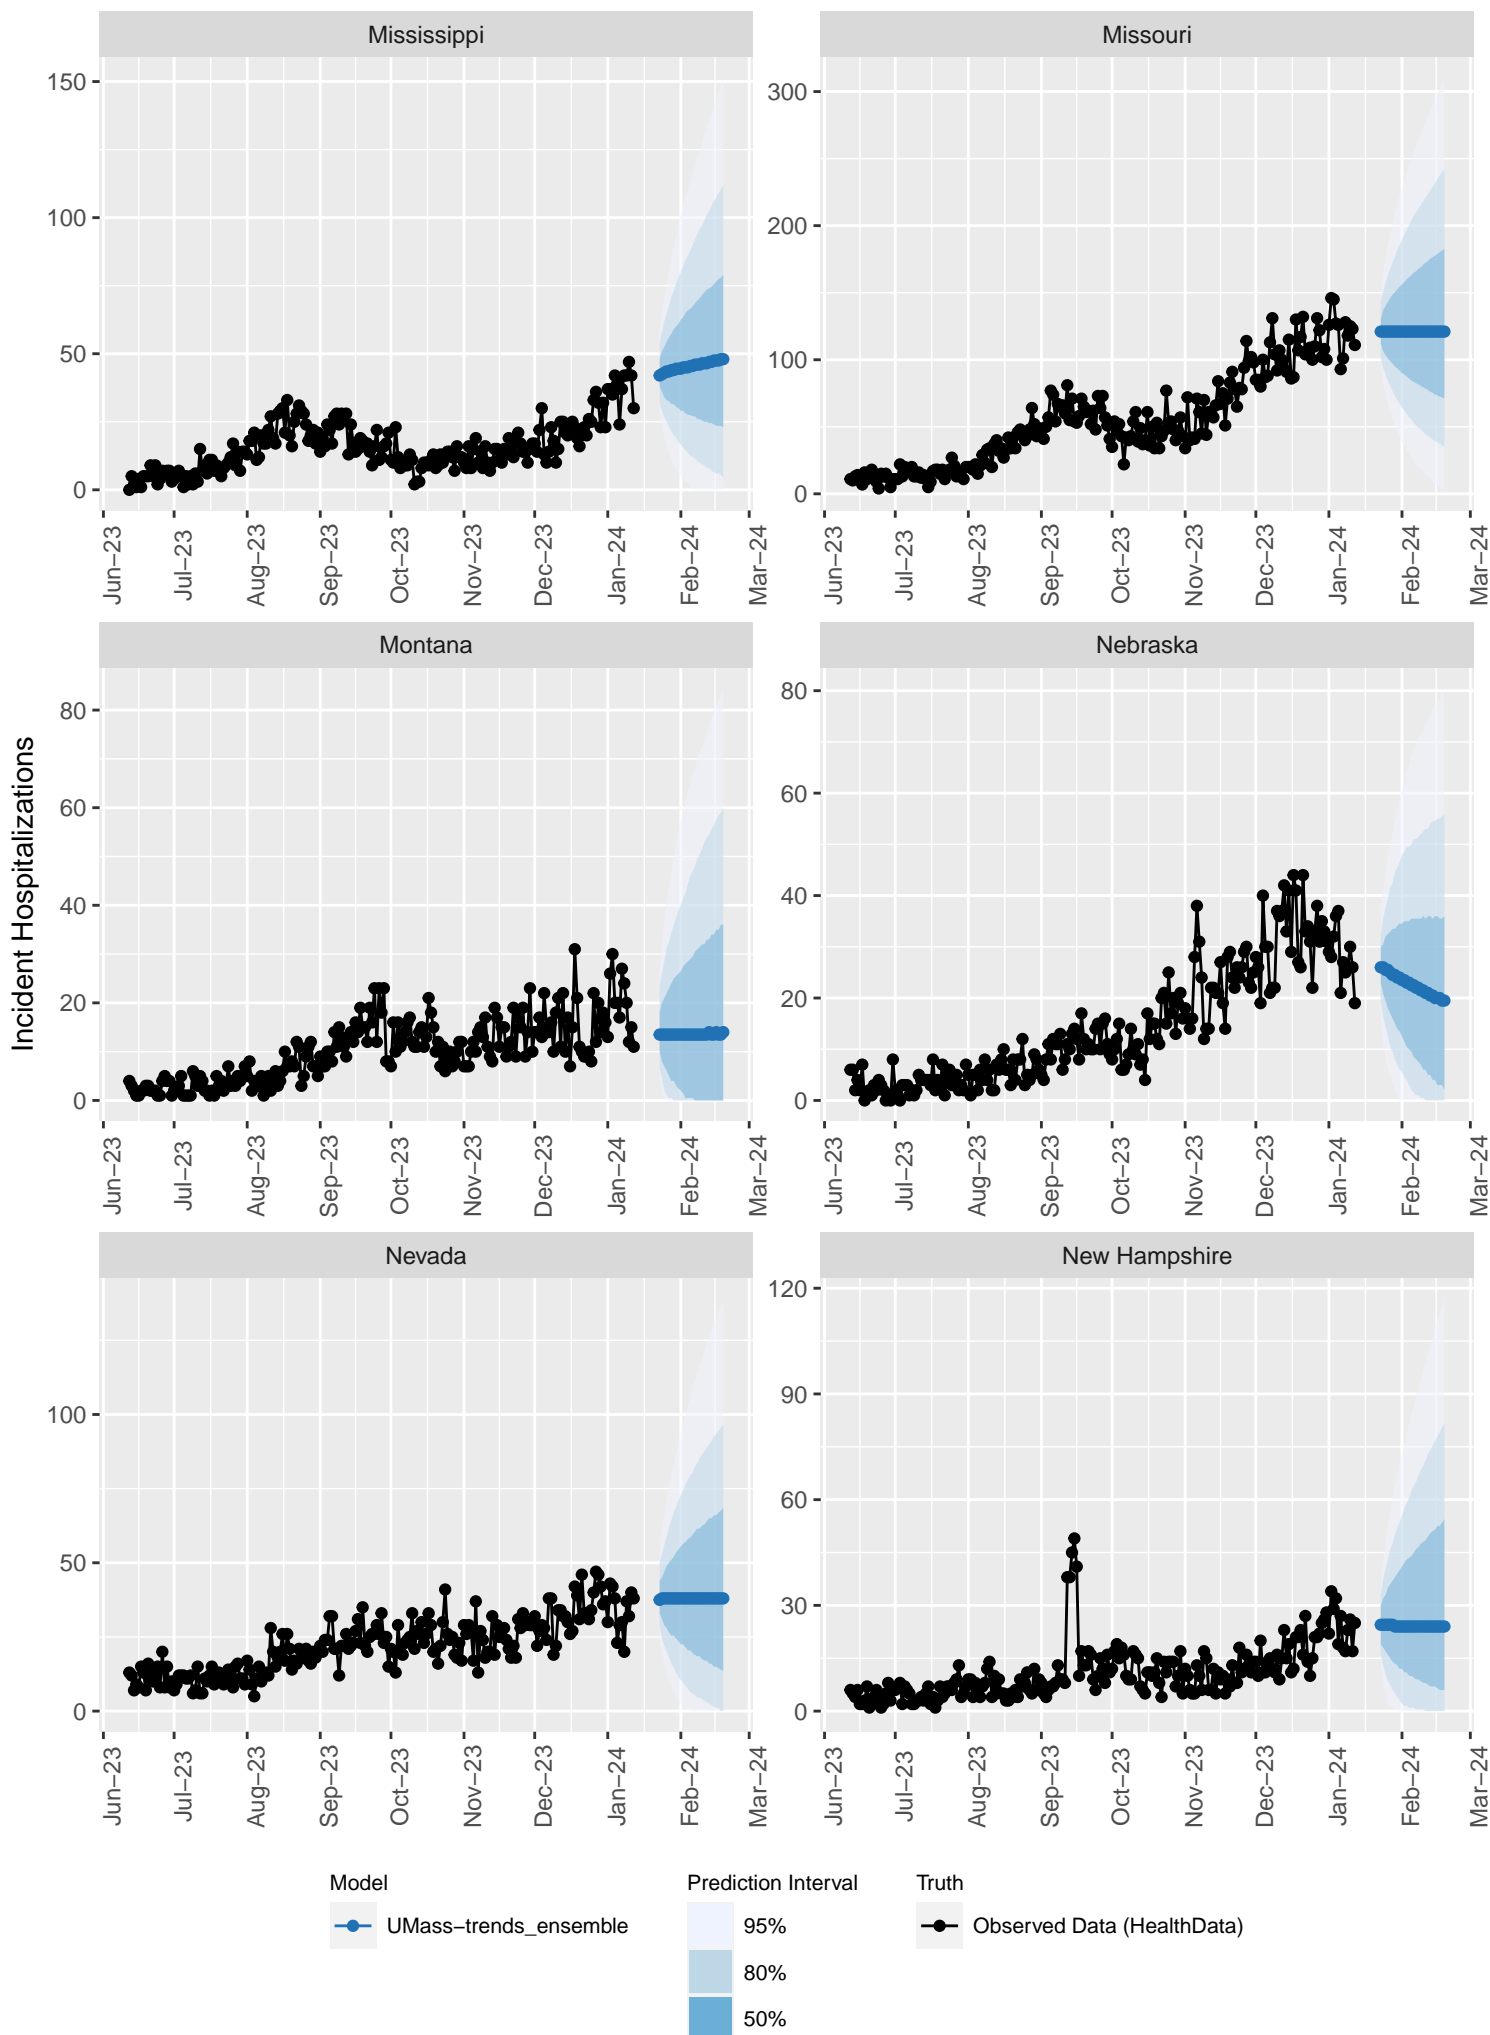 Mississippi
Missouri
150
100
50
0
300
200
100
0
Jun−23
Jul−23
Aug−23
Sep−23
Oct−23
Nov−23
Dec−23
Jan−24
Feb−24
Mar−24
Jun−23
Jul−23
Aug−23
Sep−23
Oct−23
Nov−23
Dec−23
Jan−24
Feb−24
Mar−24
Montana
Nebraska
Incident Hospitalizations
80
60
40
20
0
80
60
40
20
0
Jun−23
Jul−23
Aug−23
Sep−23
Oct−23
Nov−23
Dec−23
Jan−24
Feb−24
Mar−24
Jun−23
Jul−23
Aug−23
Sep−23
Oct−23
Nov−23
Dec−23
Jan−24
Feb−24
Mar−24
Nevada
New Hampshire
100
50
0
120
90
60
30
0
Jun−23
Jul−23
Aug−23
Sep−23
Oct−23
Nov−23
Dec−23
Jan−24
Feb−24
Mar−24
Jun−23
Jul−23
Aug−23
Sep−23
Oct−23
Nov−23
Dec−23
Jan−24
Feb−24
Mar−24
Model
UMass−trends_ensemble
Prediction Interval
95%
80%
50%
Truth
Observed Data (HealthData)